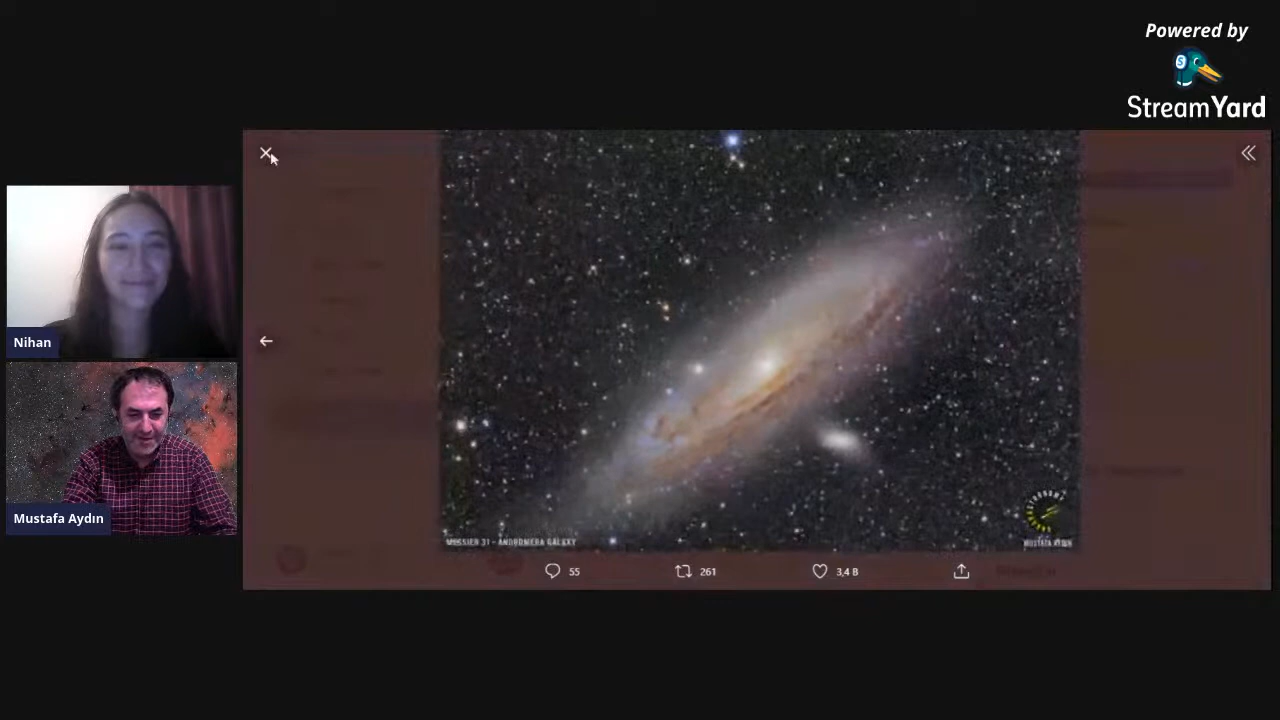 Powered by
StreamYard
Nihan
Mustafa Aydın
MESSIER 31 - ANDROMEDA GALAXY
MUSTAFA AYDIN
55
261
3,4 B